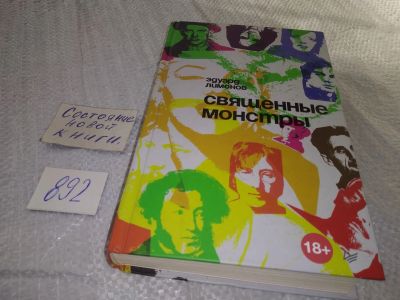 эдуард
лимонов
священные
монстры
Состояние
новой
книги.
892
18+